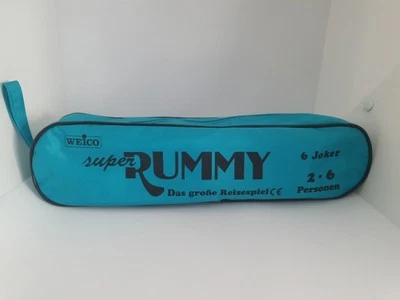 WEICO
super RUMMY
Das große Reisespiel CE
6 Joker
2-6
Personen